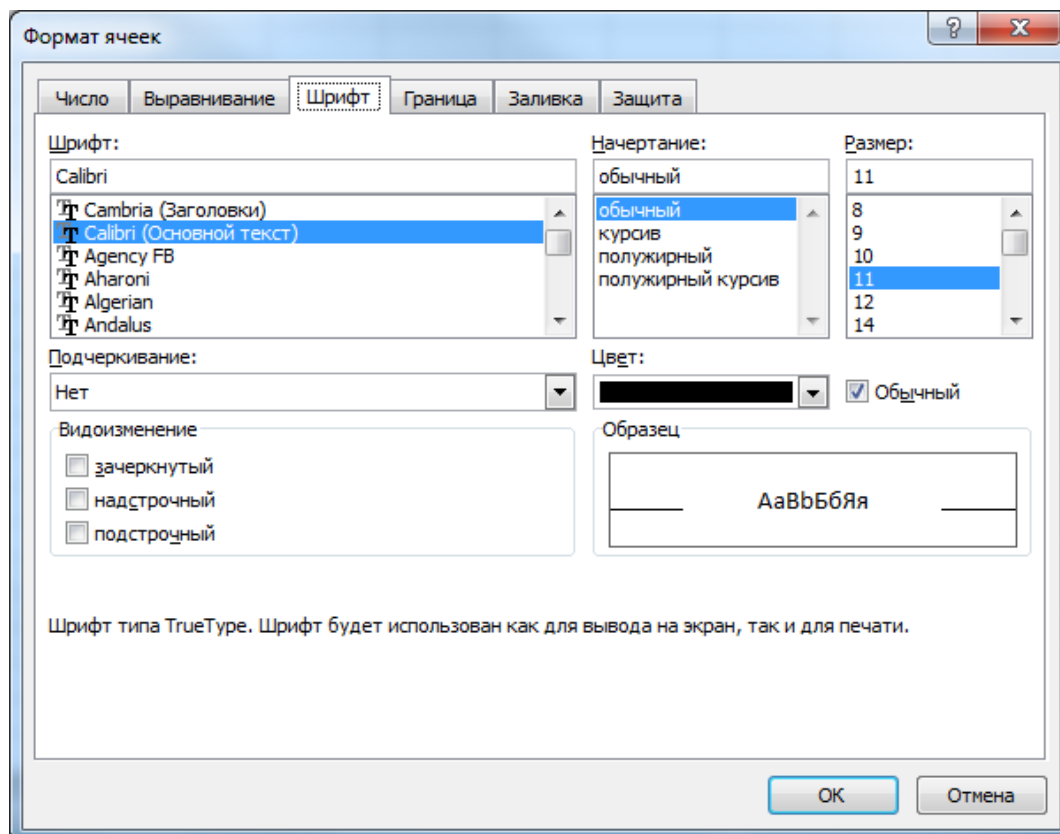 Формат ячеек
Число Выравнивание Шрифт Граница Заливка Защита
Шрифт: Начертание: Размер:
Calibri обычный 11
Cambria (Заголовки) обычный 8
Calibri (Основной текст) курсив 9
Agency FB полужирный 10
Aharoni полужирный курсив 11
Algerian 12
Andalus 14
Подчеркивание: Цвет:
Нет Обычный
Видоизменение Образец
зачеркнутый
надстрочный АаВbБбЯя
подстрочный
Шрифт типа TrueType. Шрифт будет использован как для вывода на экран, так и для печати.
ОК Отмена